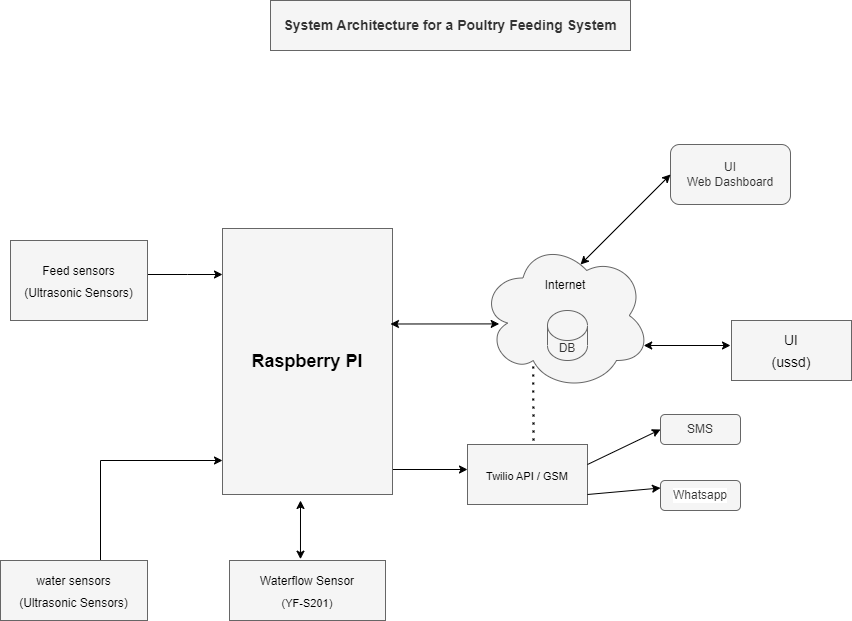 System Architecture for a Poultry Feeding System
UI
Web Dashboard
Feed sensors
(Ultrasonic Sensors)
Internet
DB
Raspberry PI
UI
(ussd)
SMS
Twilio API / GSM
Whatsapp
water sensors
(Ultrasonic Sensors)
Waterflow Sensor
(YF-S201)